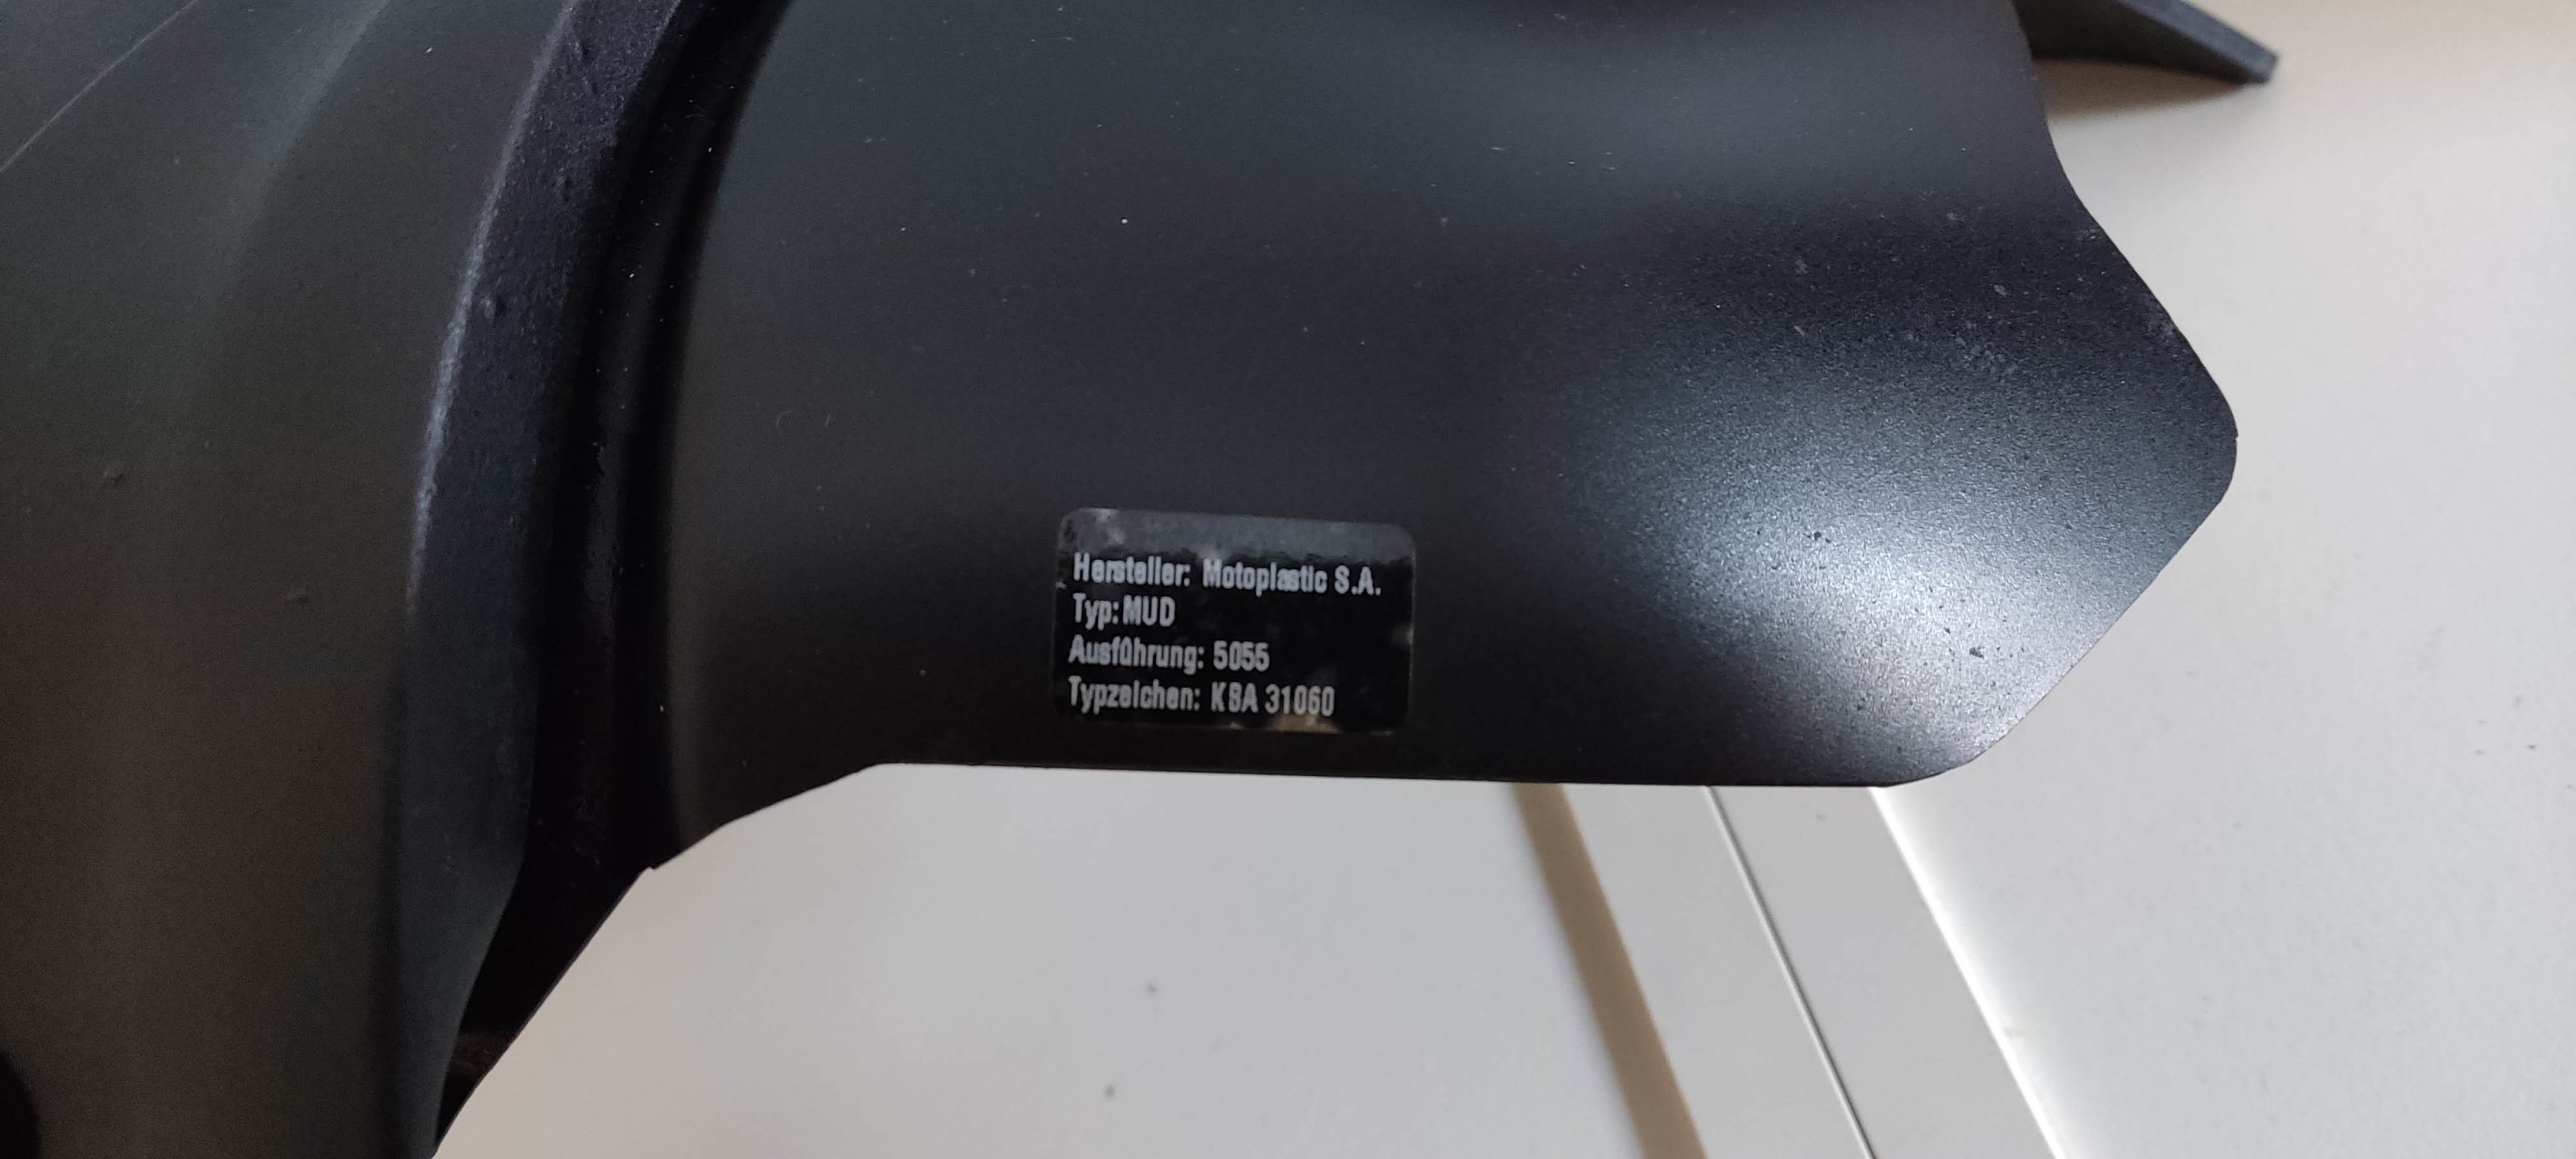 Hersteller: Motoplastic S.A.
Typ:MUD
Ausführung: 5055
Typzeichen: KBA 31060